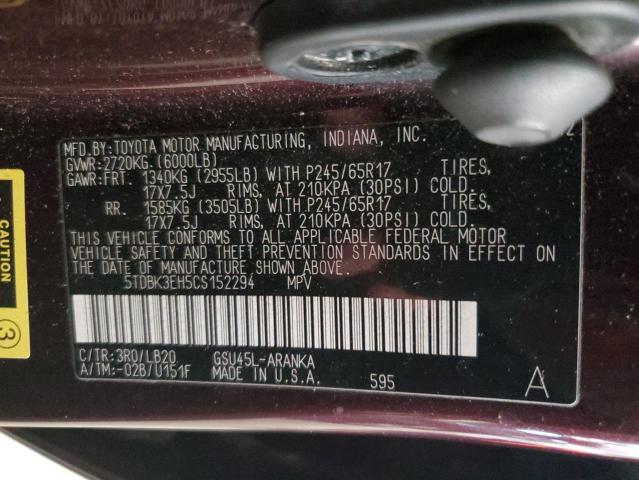 MFD. BY:TOYOTA MOTOR MANUFACTURING, INDIANA, INC.
GVWR:2720KG. (6000LB)
GAWR:FRT. 1340KG (2955LB) WITH P245/65R17 TIRES,
17X7.5J RIMS, AT 210KPA (30PSI) COLD.
RR. 1585KG (3505LB) WITH P245/65R17 TIRES,
17X7.5J RIMS, AT 210KPA (30PSI) COLD.
THIS VEHICLE CONFORMS TO ALL APPLICABLE FEDERAL MOTOR
VEHICLE SAFETY AND THEFT PREVENTION STANDARDS IN EFFECT ON
THE DATE OF MANUFACTURE SHOWN ABOVE.
5TDBK3EH5CS152294 MPV
C/TR:3R0/LB20 GSU45L-ARANKA
A/TM:-02B/U151F MADE IN U.S.A. 595
A
CAUTION
3